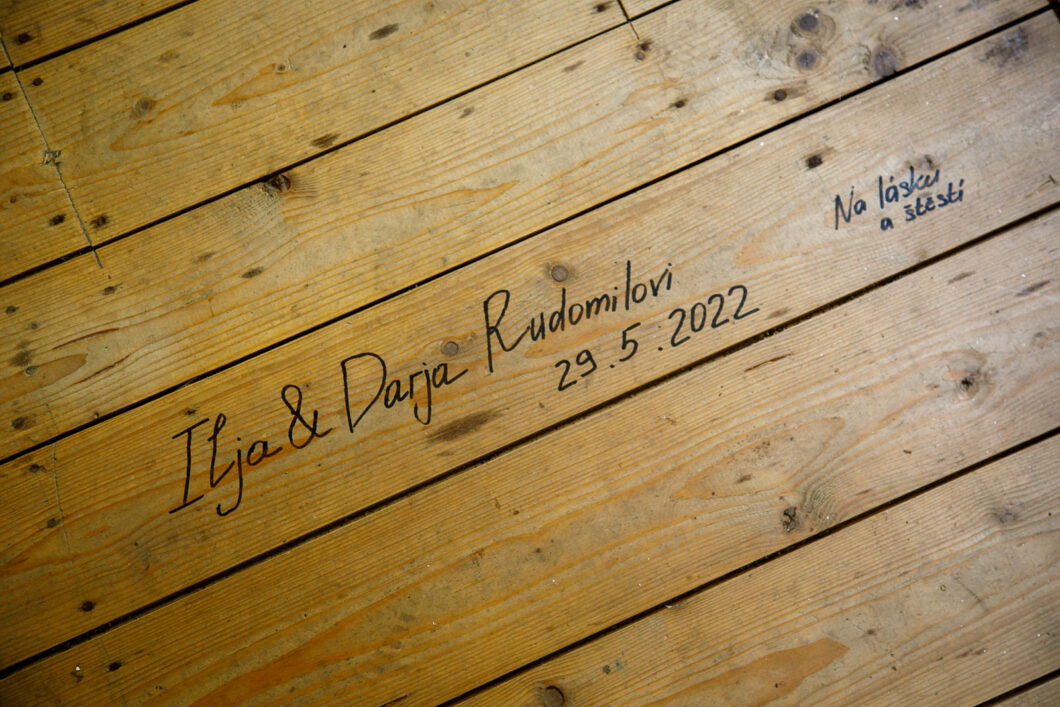 Ilja & Darja Rudomilovi
29.5.2022
Na lásku
a štěstí